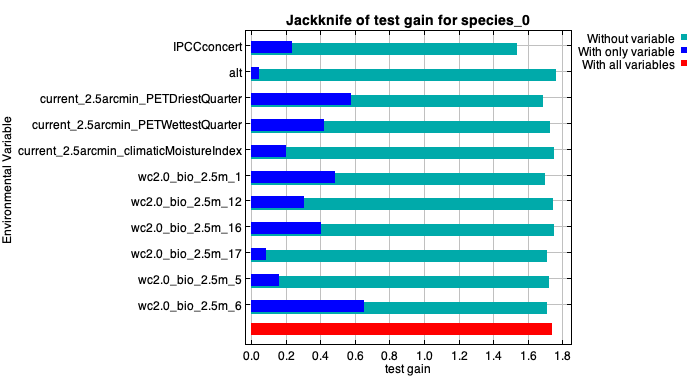 Jackknife of test gain for species_0
Without variable
With only variable
With all variables
Environmental Variable
IPCCconcert
alt
current_2.5arcmin_PETDriestQuarter
current_2.5arcmin_PETWettestQuarter
current_2.5arcmin_climaticMoistureIndex
wc2.0_bio_2.5m_1
wc2.0_bio_2.5m_12
wc2.0_bio_2.5m_16
wc2.0_bio_2.5m_17
wc2.0_bio_2.5m_5
wc2.0_bio_2.5m_6
0.0 0.2 0.4 0.6 0.8 1.0 1.2 1.4 1.6 1.8
test gain